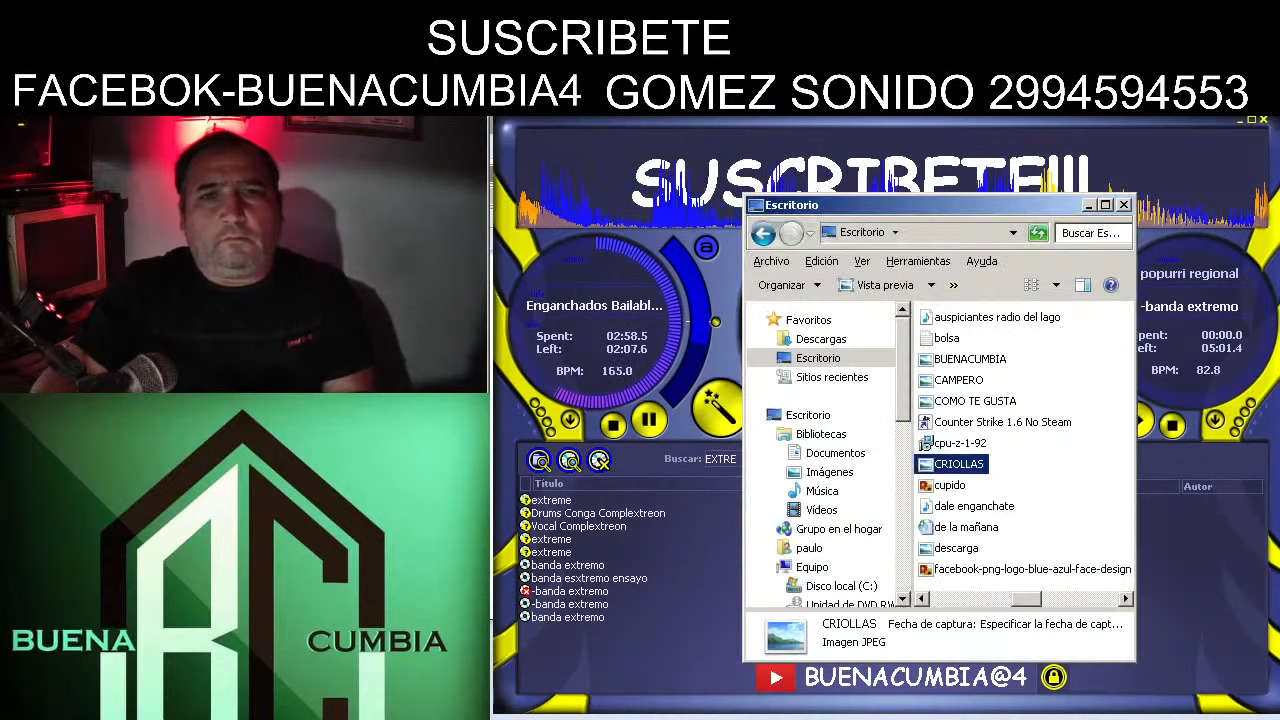 SUSCRIBETE
FACEBOK-BUENACUMBIA4 GOMEZ SONIDO 2994594553
SUSCRIBETE!!!
Enganchados Bailabl...
Spent: 02:58.5
Left: 02:07.6
BPM: 165.0
popurri regional
-banda extremo
pent: 00:00.0
eft: 05:01.4
BPM: 82.8
Buscar: EXTRE
Título
Autor
extreme
Drums Conga Complextreon
Vocal Complextreon
extreme
extreme
banda extremo
banda esxtremo ensayo
-banda extremo
-banda extremo
banda extremo
Escritorio
Escritorio
Buscar Es...
Archivo Edición Ver Herramientas Ayuda
Organizar Vista previa »
Favoritos
Descargas
Escritorio
Sitios recientes
Escritorio
Bibliotecas
Documentos
Imágenes
Música
Vídeos
Grupo en el hogar
paulo
Equipo
Disco local (C:)
Unidad de DVD RW
auspiciantes radio del lago
bolsa
BUENACUMBIA
CAMPERO
COMO TE GUSTA
Counter Strike 1.6 No Steam
cpu-z-1-92
CRIOLLAS
cupido
dale enganchate
de la mañana
descarga
facebook-png-logo-blue-azul-face-design
CRIOLLAS Fecha de captura: Especificar la fecha de capt...
Imagen JPEG
BUENA CUMBIA
BUENACUMBIA@4